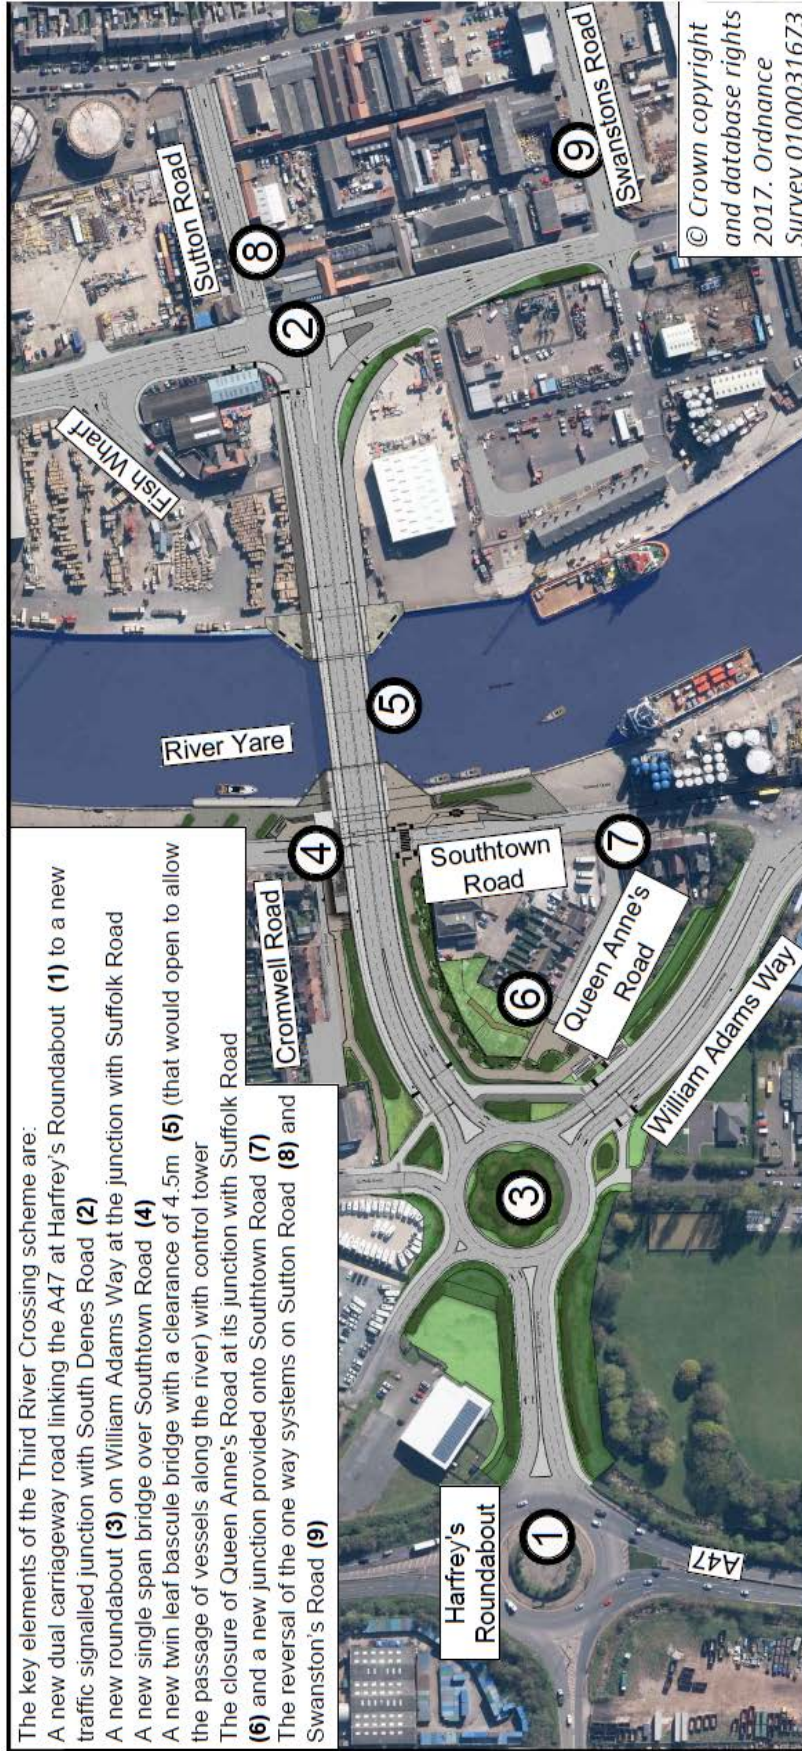 The key elements of the Third River Crossing scheme are:
A new dual carriageway road linking the A47 at Harfrey's Roundabout (1) to a new
traffic signalled junction with South Denes Road (2)
A new roundabout (3) on William Adams Way at the junction with Suffolk Road
A new single span bridge over Southtown Road (4)
A new twin leaf bascule bridge with a clearance of 4.5m (5) (that would open to allow
the passage of vessels along the river) with control tower
The closure of Queen Anne's Road at its junction with Suffolk Road
(6) and a new junction provided onto Southtown Road (7)
The reversal of the one way systems on Sutton Road (8) and
Swanston's Road (9)
Harfrey's
Roundabout
1
A47
3
William Adams Way
Queen Anne's
Road
6
7
Cromwell Road
4
Southtown
Road
River Yare
5
Fish Wharf
2
Sutton Road
8
9
Swanstons Road
© Crown copyright
and database rights
2017. Ordnance
Survey 0100031673